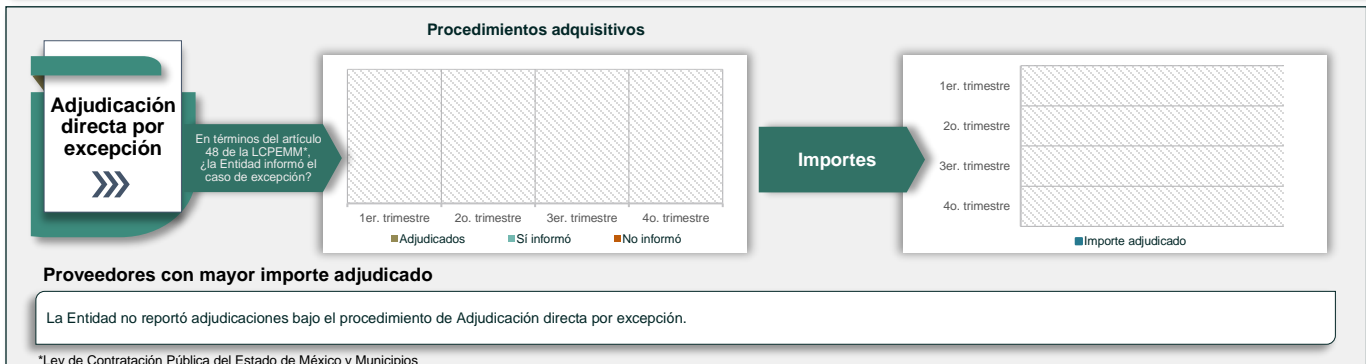 Procedimientos adquisitivos
Adjudicación
directa por
excepción
En términos del artículo
48 de la LCPEMM*,
¿la Entidad informó el
caso de excepción?
1er. trimestre 2o. trimestre 3er. trimestre 4o. trimestre
Adjudicados Sí informó No informó
Importes
1er. trimestre
2o. trimestre
3er. trimestre
4o. trimestre
Importe adjudicado
Proveedores con mayor importe adjudicado
La Entidad no reportó adjudicaciones bajo el procedimiento de Adjudicación directa por excepción.
*Ley de Contratación Pública del Estado de México y Municipios